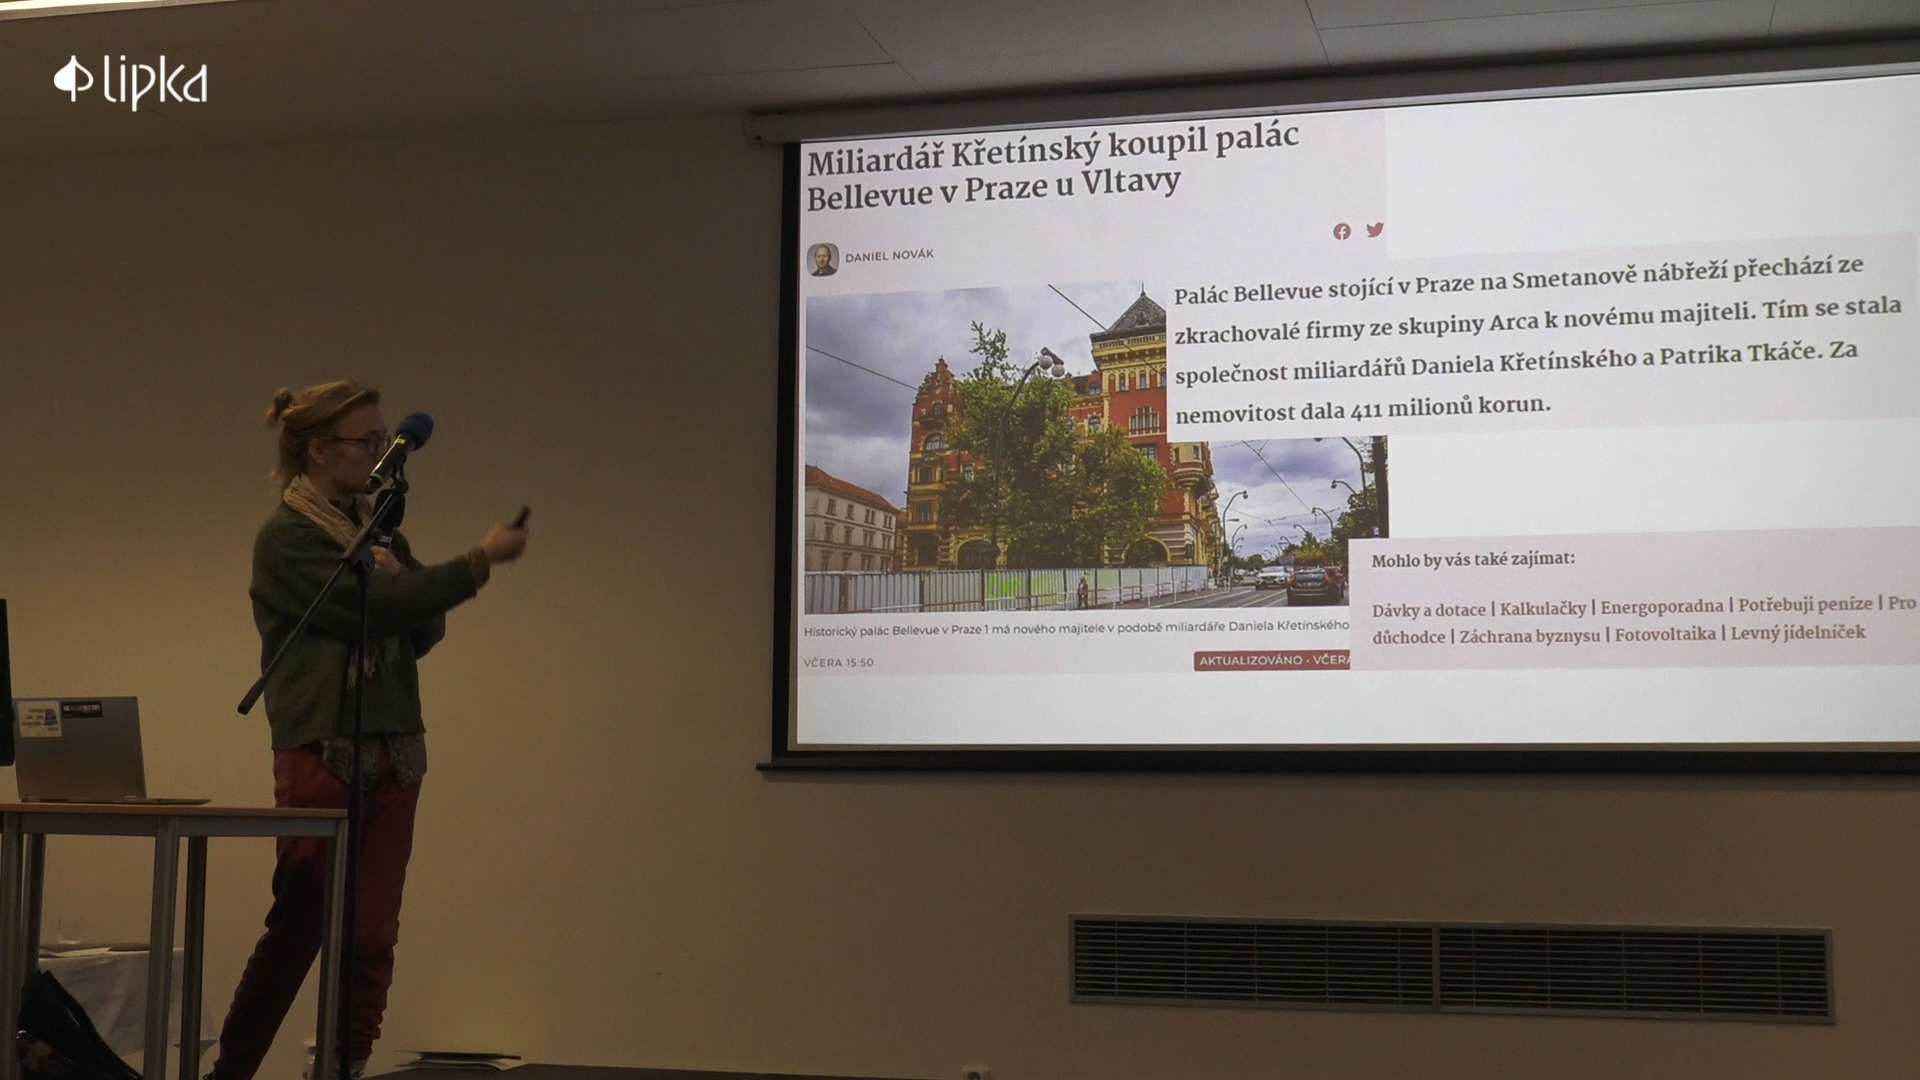 lipka
Miliardář Křetínský koupil palác
Bellevue v Praze u Vltavy
DANIEL NOVÁK
Palác Bellevue stojící v Praze na Smetanově nábřeží přechází ze
zkrachovalé firmy ze skupiny Arca k novému majiteli. Tím se stala
společnost miliardářů Daniela Křetínského a Patrika Tkáče. Za
nemovitost dala 411 milionů korun.
Historický palác Bellevue v Praze 1 má nového majitele v podobě miliardáře Daniela Křetínského
VČERA 15:50
AKTUALIZOVÁNO • VČERA
Mohlo by vás také zajímat:
Dávky a dotace | Kalkulačky | Energoporadna | Potřebuji peníze | Pro
důchodce | Záchrana byznysu | Fotovoltaika | Levný jídelníček